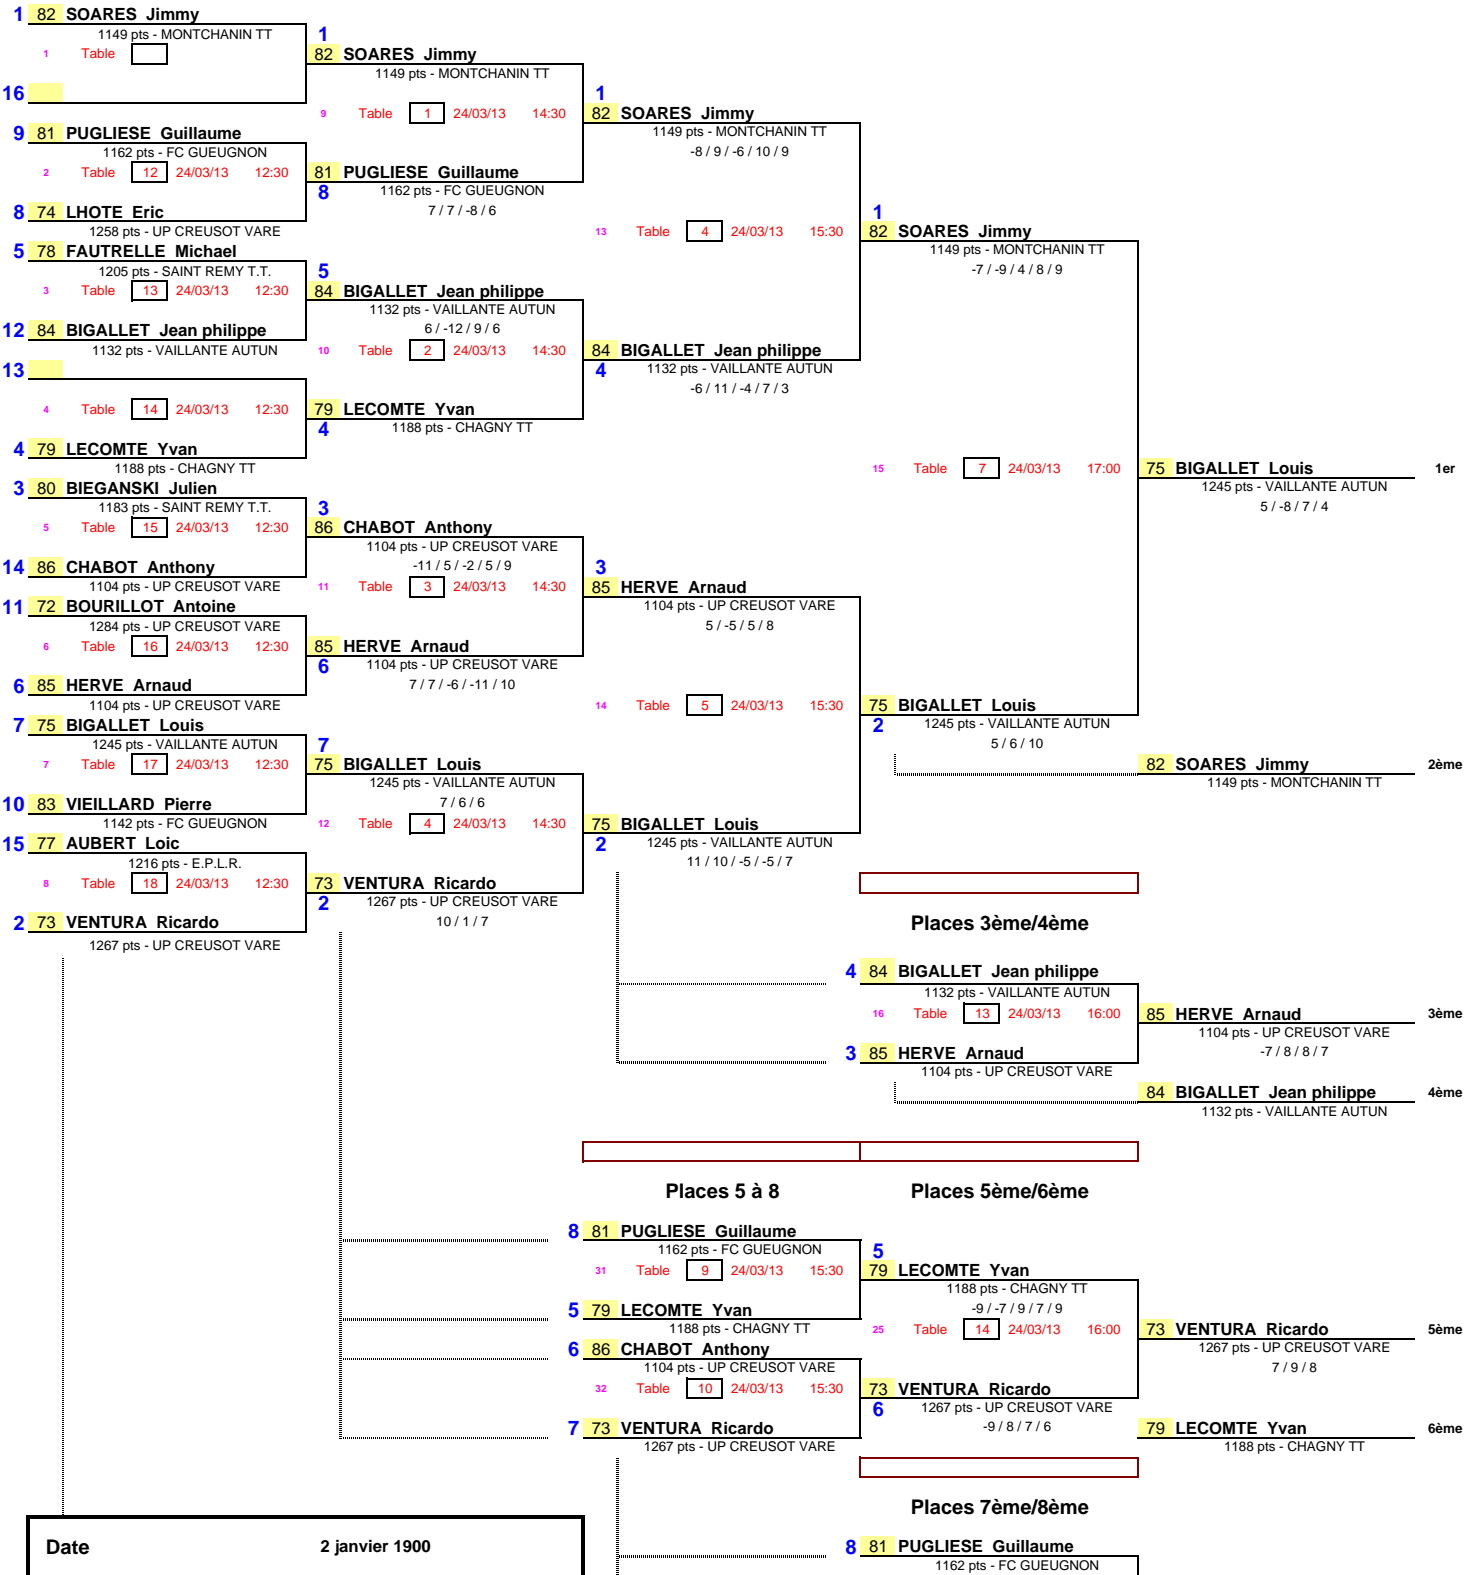 1 82 SOARES Jimmy
1149 pts - MONTCHANIN TT
1 Table
16
9 81 PUGLIESE Guillaume
1162 pts - FC GUEUGNON
2 Table 12 24/03/13 12:30
8 74 LHOTE Eric
1258 pts - UP CREUSOT VARE
5 78 FAUTRELLE Michael
1205 pts - SAINT REMY T.T.
3 Table 13 24/03/13 12:30
12 84 BIGALLET Jean philippe
1132 pts - VAILLANTE AUTUN
13
4 Table 14 24/03/13 12:30
4 79 LECOMTE Yvan
1188 pts - CHAGNY TT
3 80 BIEGANSKI Julien
1183 pts - SAINT REMY T.T.
5 Table 15 24/03/13 12:30
14 86 CHABOT Anthony
1104 pts - UP CREUSOT VARE
11 72 BOURILLOT Antoine
1284 pts - UP CREUSOT VARE
6 Table 16 24/03/13 12:30
6 85 HERVE Arnaud
1104 pts - UP CREUSOT VARE
7 75 BIGALLET Louis
1245 pts - VAILLANTE AUTUN
7 Table 17 24/03/13 12:30
10 83 VIEILLARD Pierre
1142 pts - FC GUEUGNON
15 77 AUBERT Loic
1216 pts - E.P.L.R.
8 Table 18 24/03/13 12:30
2 73 VENTURA Ricardo
1267 pts - UP CREUSOT VARE
1
82 SOARES Jimmy
1149 pts - MONTCHANIN TT
9 Table 1 24/03/13 14:30
81 PUGLIESE Guillaume
8 1162 pts - FC GUEUGNON
7 / 7 / -8 / 6
5
84 BIGALLET Jean philippe
1132 pts - VAILLANTE AUTUN
6 / -12 / 9 / 6
10 Table 2 24/03/13 14:30
79 LECOMTE Yvan
4 1188 pts - CHAGNY TT
3
86 CHABOT Anthony
1104 pts - UP CREUSOT VARE
-11 / 5 / -2 / 5 / 9
11 Table 3 24/03/13 14:30
85 HERVE Arnaud
6 1104 pts - UP CREUSOT VARE
7 / 7 / -6 / -11 / 10
7
75 BIGALLET Louis
1245 pts - VAILLANTE AUTUN
7 / 6 / 6
12 Table 4 24/03/13 14:30
73 VENTURA Ricardo
2 1267 pts - UP CREUSOT VARE
10 / 1 / 7
1
82 SOARES Jimmy
1149 pts - MONTCHANIN TT
-8 / 9 / -6 / 10 / 9
13 Table 4 24/03/13 15:30
84 BIGALLET Jean philippe
4 1132 pts - VAILLANTE AUTUN
-6 / 11 / -4 / 7 / 3
3
85 HERVE Arnaud
1104 pts - UP CREUSOT VARE
5 / -5 / 5 / 8
14 Table 5 24/03/13 15:30
75 BIGALLET Louis
2 1245 pts - VAILLANTE AUTUN
11 / 10 / -5 / -5 / 7
1
82 SOARES Jimmy
1149 pts - MONTCHANIN TT
-7 / -9 / 4 / 8 / 9
15 Table 7 24/03/13 17:00
75 BIGALLET Louis
2 1245 pts - VAILLANTE AUTUN
5 / 6 / 10
75 BIGALLET Louis 1er
1245 pts - VAILLANTE AUTUN
5 / -8 / 7 / 4
82 SOARES Jimmy 2ème
1149 pts - MONTCHANIN TT
Places 3ème/4ème
4 84 BIGALLET Jean philippe
1132 pts - VAILLANTE AUTUN
16 Table 13 24/03/13 16:00
3 85 HERVE Arnaud
1104 pts - UP CREUSOT VARE
85 HERVE Arnaud 3ème
1104 pts - UP CREUSOT VARE
-7 / 8 / 8 / 7
84 BIGALLET Jean philippe 4ème
1132 pts - VAILLANTE AUTUN
Places 5 à 8
Places 5ème/6ème
8 81 PUGLIESE Guillaume
1162 pts - FC GUEUGNON
31 Table 9 24/03/13 15:30
5 79 LECOMTE Yvan
1188 pts - CHAGNY TT
6 86 CHABOT Anthony
1104 pts - UP CREUSOT VARE
32 Table 10 24/03/13 15:30
7 73 VENTURA Ricardo
1267 pts - UP CREUSOT VARE
5
79 LECOMTE Yvan
1188 pts - CHAGNY TT
-9 / -7 / 9 / 7 / 9
25 Table 14 24/03/13 16:00
73 VENTURA Ricardo
6 1267 pts - UP CREUSOT VARE
-9 / 8 / 7 / 6
73 VENTURA Ricardo 5ème
1267 pts - UP CREUSOT VARE
7 / 9 / 8
79 LECOMTE Yvan 6ème
1188 pts - CHAGNY TT
Places 7ème/8ème
8 81 PUGLIESE Guillaume
1162 pts - FC GUEUGNON
Date 2 janvier 1900